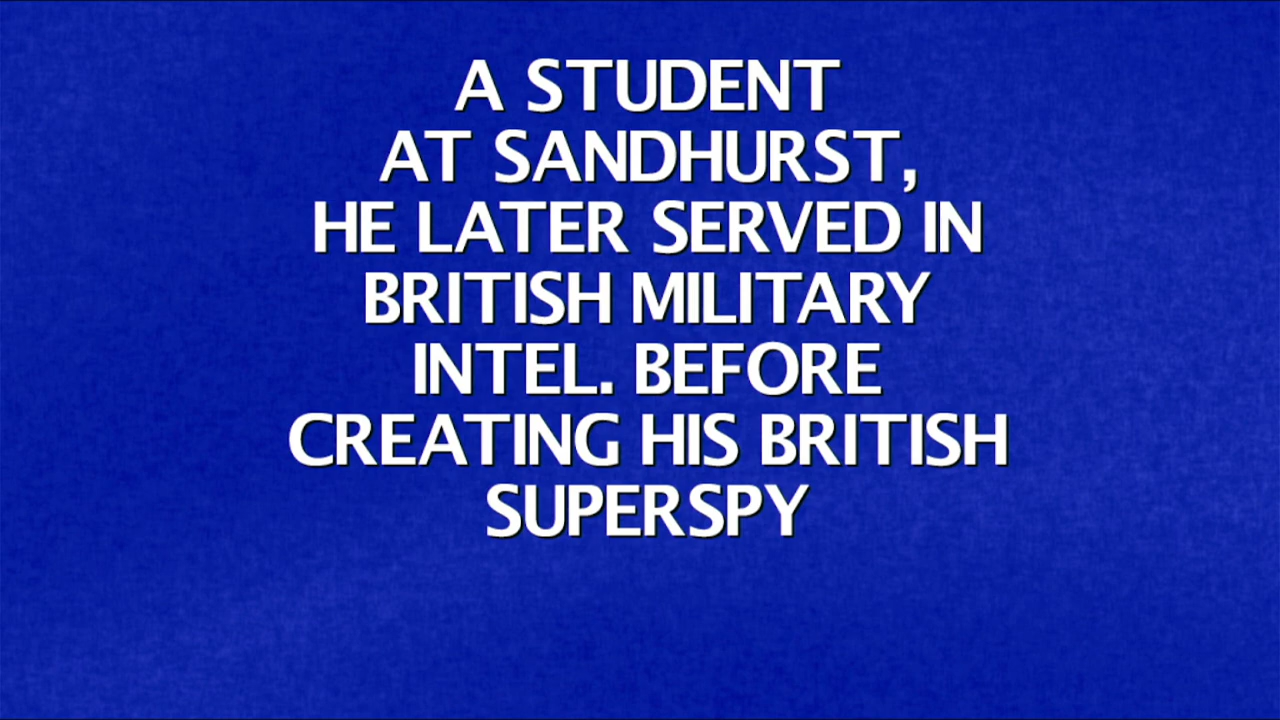 A STUDENT
AT SANDHURST,
HE LATER SERVED IN
BRITISH MILITARY
INTEL. BEFORE
CREATING HIS BRITISH
SUPERSPY